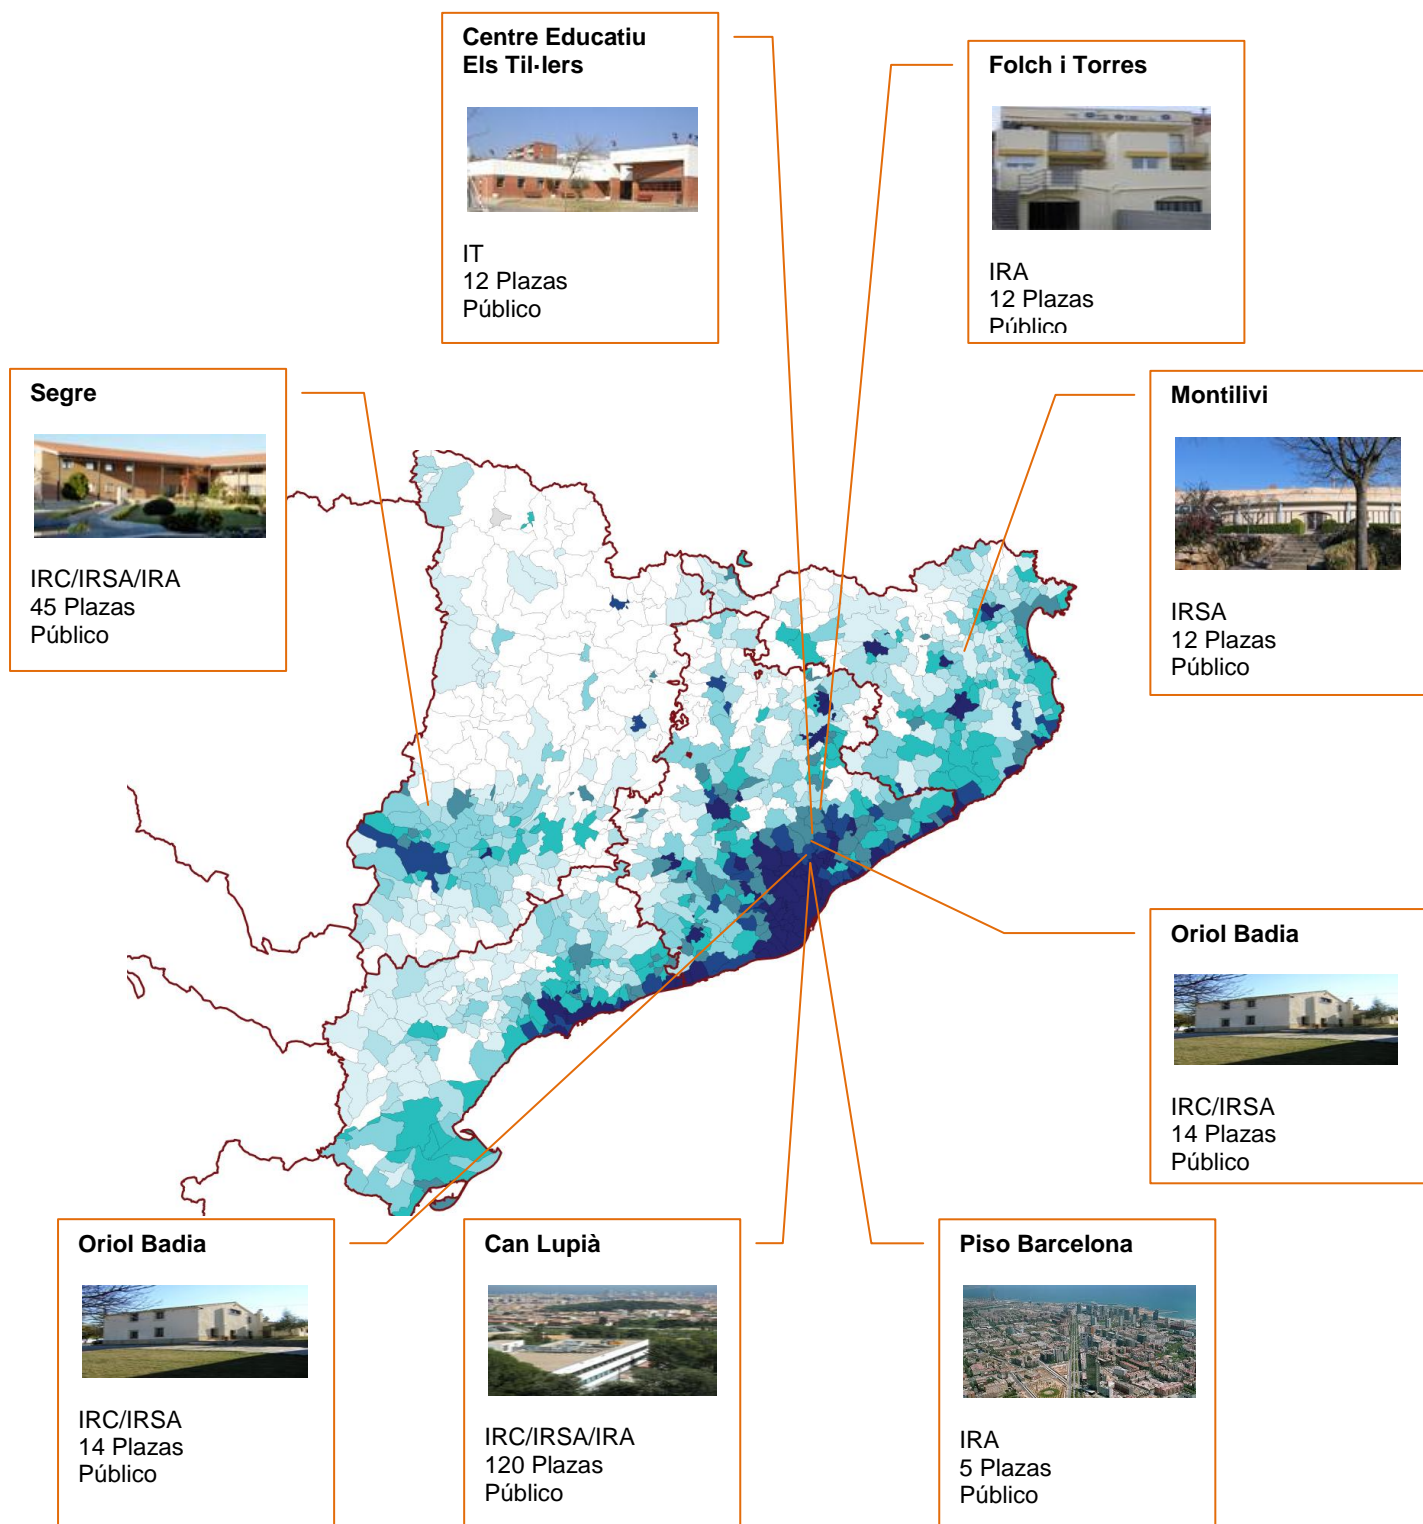 Centre Educatiu
Els Til·lers
IT
12 Plazas
Público
Folch i Torres
IRA
12 Plazas
Público
Segre
IRC/IRSA/IRA
45 Plazas
Público
Montilivi
IRSA
12 Plazas
Público
Oriol Badia
IRC/IRSA
14 Plazas
Público
Oriol Badia
IRC/IRSA
14 Plazas
Público
Can Lupià
IRC/IRSA/IRA
120 Plazas
Público
Piso Barcelona
IRA
5 Plazas
Público